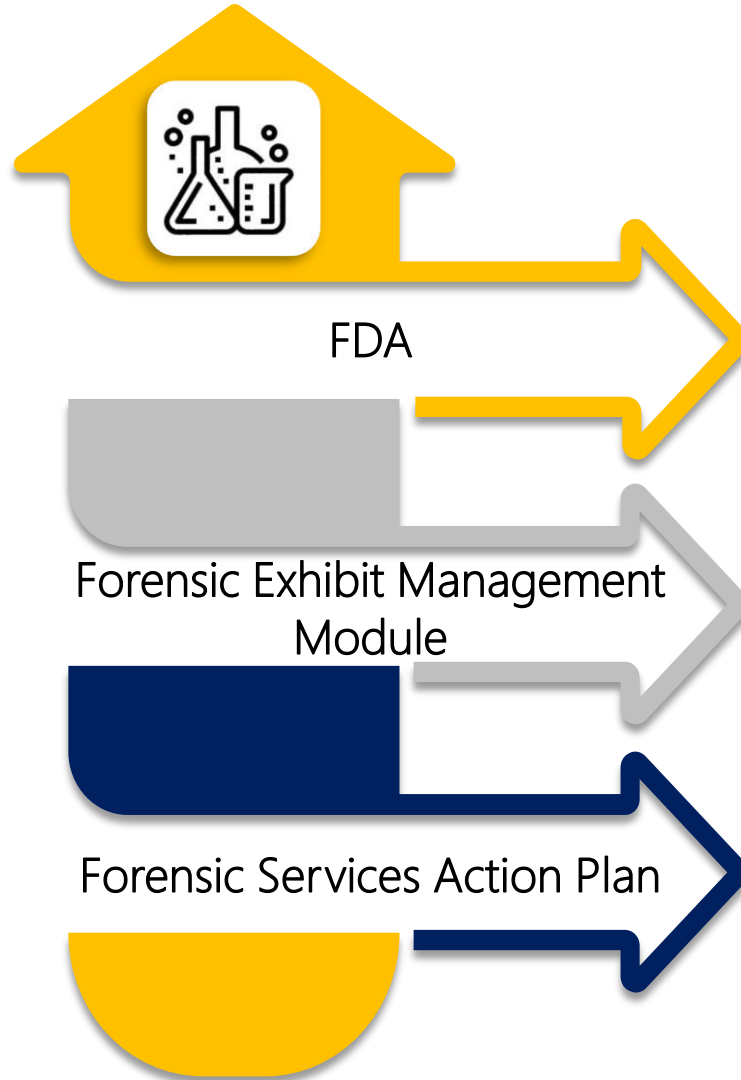 FDA
Forensic Exhibit Management
Module
Forensic Services Action Plan